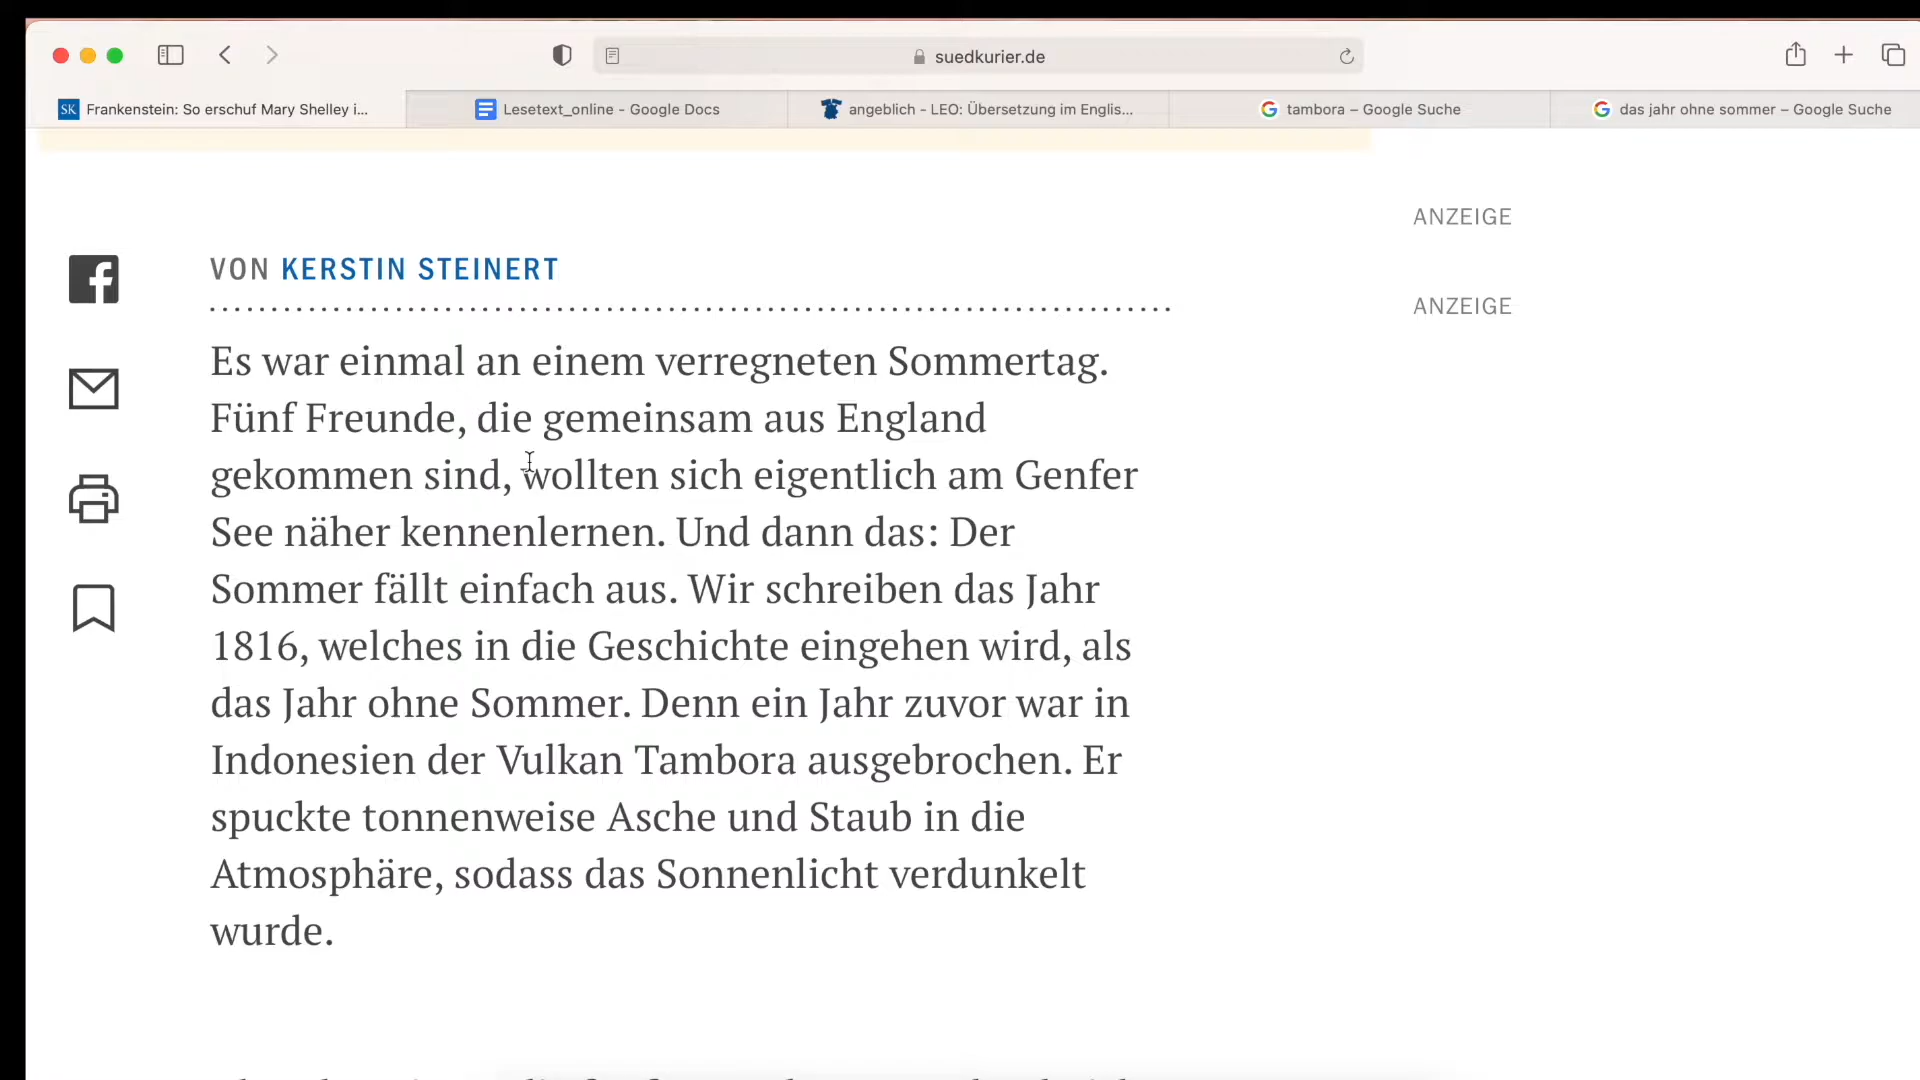 suedkurier.de
SK Frankenstein: So erschuf Mary Shelley i...
Lesetext_online - Google Docs
angeblich - LEO: Übersetzung im Englis...
tambora – Google Suche
das jahr ohne sommer – Google Suche
ANZEIGE
VON KERSTIN STEINERT
ANZEIGE
Es war einmal an einem verregneten Sommertag.
Fünf Freunde, die gemeinsam aus England
gekommen sind, wollten sich eigentlich am Genfer
See näher kennenlernen. Und dann das: Der
Sommer fällt einfach aus. Wir schreiben das Jahr
1816, welches in die Geschichte eingehen wird, als
das Jahr ohne Sommer. Denn ein Jahr zuvor war in
Indonesien der Vulkan Tambora ausgebrochen. Er
spuckte tonnenweise Asche und Staub in die
Atmosphäre, sodass das Sonnenlicht verdunkelt
wurde.